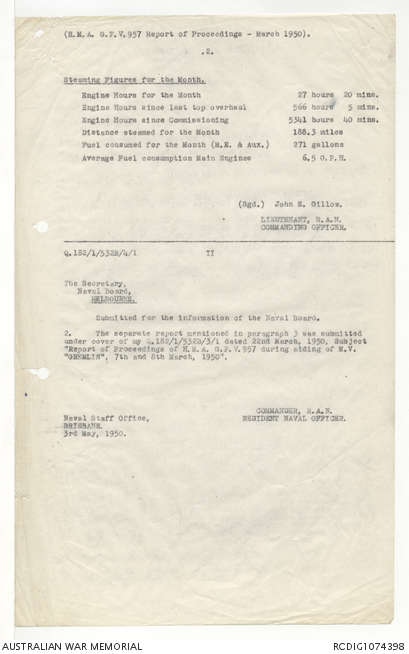 (H.M.A. G.P.V.957 Report of Proceedings - March 1950).
.2.
Steaming Figures for the Month.
Engine Hours for the Month 27 hours 20 mins.
Engine Hours since last top overhaul 566 hours 5 mins.
Engine Hours since Commissioning 5341 hours 40 mins.
Distance steamed for the Month 188.3 miles
Fuel consumed for the Month (M.E. & Aux.) 271 gallons
Average Fuel consumption Main Engines 6.5 G.P.H.
(Sgd.) John E. Gillow.
LIEUTENANT, R.A.N.
COMMANDING OFFICER.
Q.182/1/532B/4/1 II
The Secretary,
Naval Board,
MELBOURNE.
Submitted for the information of the Naval Board.
2. The separate report mentioned in paragraph 3 was submitted
under cover of my Q.182/1/532B/3/1 dated 22nd March, 1950, Subject
"Report of Proceedings of H.M.A. G.P.V.957 during aiding of M.V.
"GREMLIN", 7th and 8th March, 1950".
COMMANDER, R.A.N.
Naval Staff Office, RESIDENT NAVAL OFFICER.
BRISBANE.
3rd May, 1950.
AUSTRALIAN WAR MEMORIAL RCDIG1074398